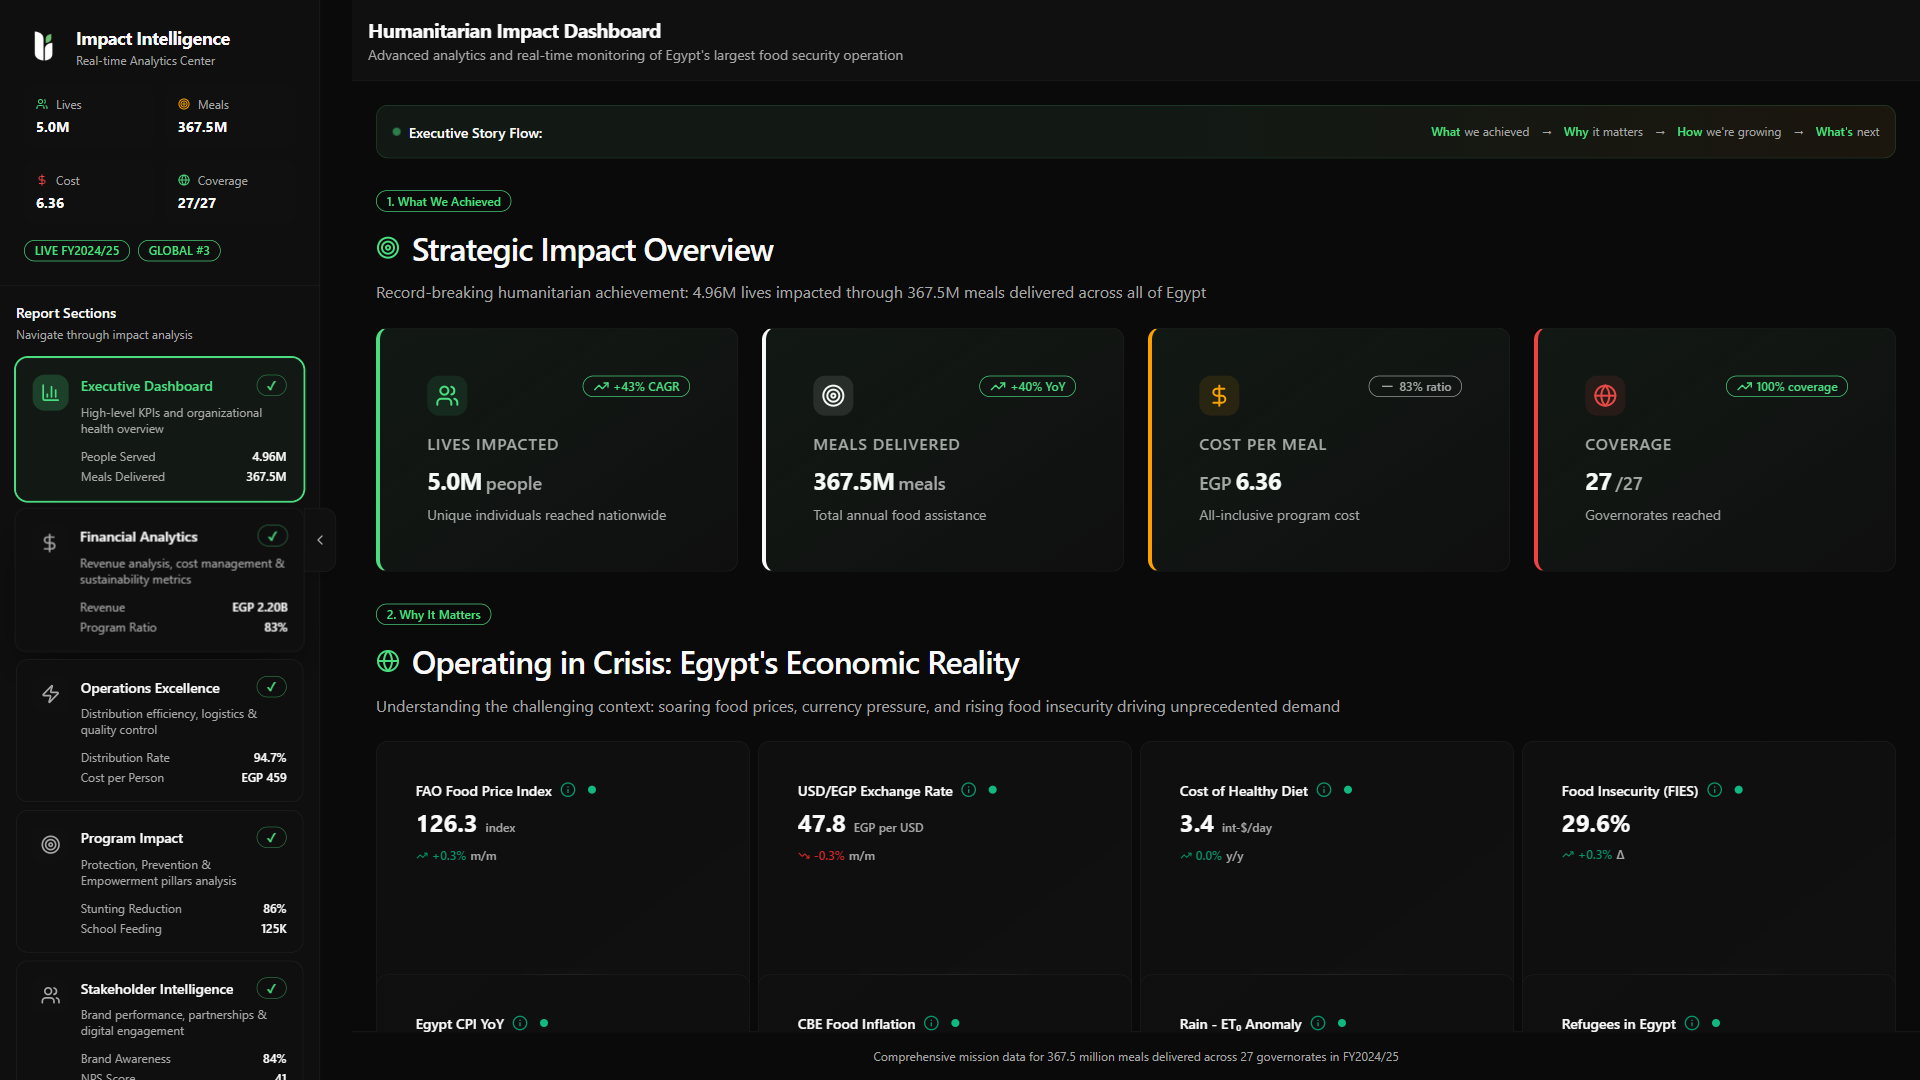 Impact Intelligence
Real-time Analytics Center
Lives
5.0M
Meals
367.5M
Cost
6.36
Coverage
27/27
LIVE FY2024/25
GLOBAL #3
Report Sections
Navigate through impact analysis
Executive Dashboard
High-level KPIs and organizational
health overview
People Served 4.96M
Meals Delivered 367.5M
Financial Analytics
Revenue analysis, cost management &
sustainability metrics
Revenue EGP 2.20B
Program Ratio 83%
Operations Excellence
Distribution efficiency, logistics &
quality control
Distribution Rate 94.7%
Cost per Person EGP 459
Program Impact
Protection, Prevention &
Empowerment pillars analysis
Stunting Reduction 86%
School Feeding 125K
Stakeholder Intelligence
Brand performance, partnerships &
digital engagement
Brand Awareness 84%
NPS Score 41
Humanitarian Impact Dashboard
Advanced analytics and real-time monitoring of Egypt's largest food security operation
Executive Story Flow:
What we achieved → Why it matters → How we're growing → What's next
1. What We Achieved
Strategic Impact Overview
Record-breaking humanitarian achievement: 4.96M lives impacted through 367.5M meals delivered across all of Egypt
+43% CAGR
LIVES IMPACTED
5.0M people
Unique individuals reached nationwide
+40% YoY
MEALS DELIVERED
367.5M meals
Total annual food assistance
83% ratio
COST PER MEAL
EGP 6.36
All-inclusive program cost
100% coverage
COVERAGE
27 /27
Governorates reached
2. Why It Matters
Operating in Crisis: Egypt's Economic Reality
Understanding the challenging context: soaring food prices, currency pressure, and rising food insecurity driving unprecedented demand
FAO Food Price Index
126.3 index
+0.3% m/m
USD/EGP Exchange Rate
47.8 EGP per USD
-0.3% m/m
Cost of Healthy Diet
3.4 int-$/day
0.0% y/y
Food Insecurity (FIES)
29.6%
+0.3% Δ
Egypt CPI YoY
CBE Food Inflation
Rain - ET₀ Anomaly
Refugees in Egypt
Comprehensive mission data for 367.5 million meals delivered across 27 governorates in FY2024/25